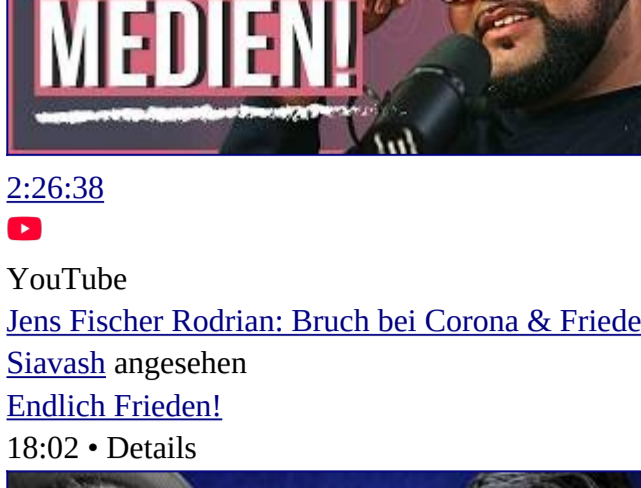 MEDIEN!
2:26:38
YouTube
Jens Fischer Rodrian: Bruch bei Corona & Friede
Siavash angesehen
Endlich Frieden!
18:02 • Details